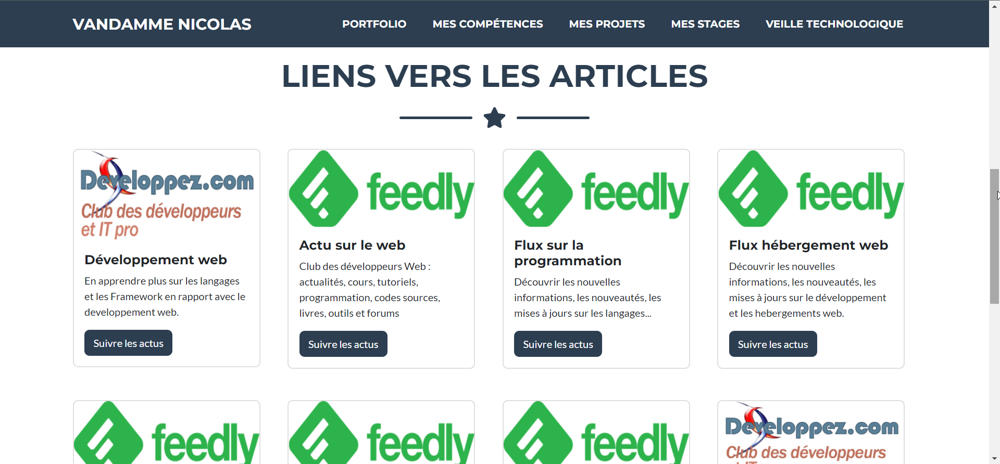 VANDAMME NICOLAS
PORTFOLIO
MES COMPÉTENCES
MES PROJETS
MES STAGES
VEILLE TECHNOLOGIQUE
LIENS VERS LES ARTICLES
Developpez.com
Club des développeurs
et IT pro
Développement web
En apprendre plus sur les langages
et les Framework en rapport avec le
developpement web.
Suivre les actus
feedly
Actu sur le web
Club des développeurs Web :
actualités, cours, tutoriels,
programmation, codes sources,
livres, outils et forums
Suivre les actus
feedly
Flux sur la
programmation
Découvrir les nouvelles
informations, les nouveautés, les
mises à jours sur les langages...
Suivre les actus
feedly
Flux hébergement web
Découvrir les nouvelles
informations, les nouveautés, les
mises à jours sur le développement
et les hebergements web.
Suivre les actus
feedly
feedly
feedly
Developpez.com
Club des développeurs